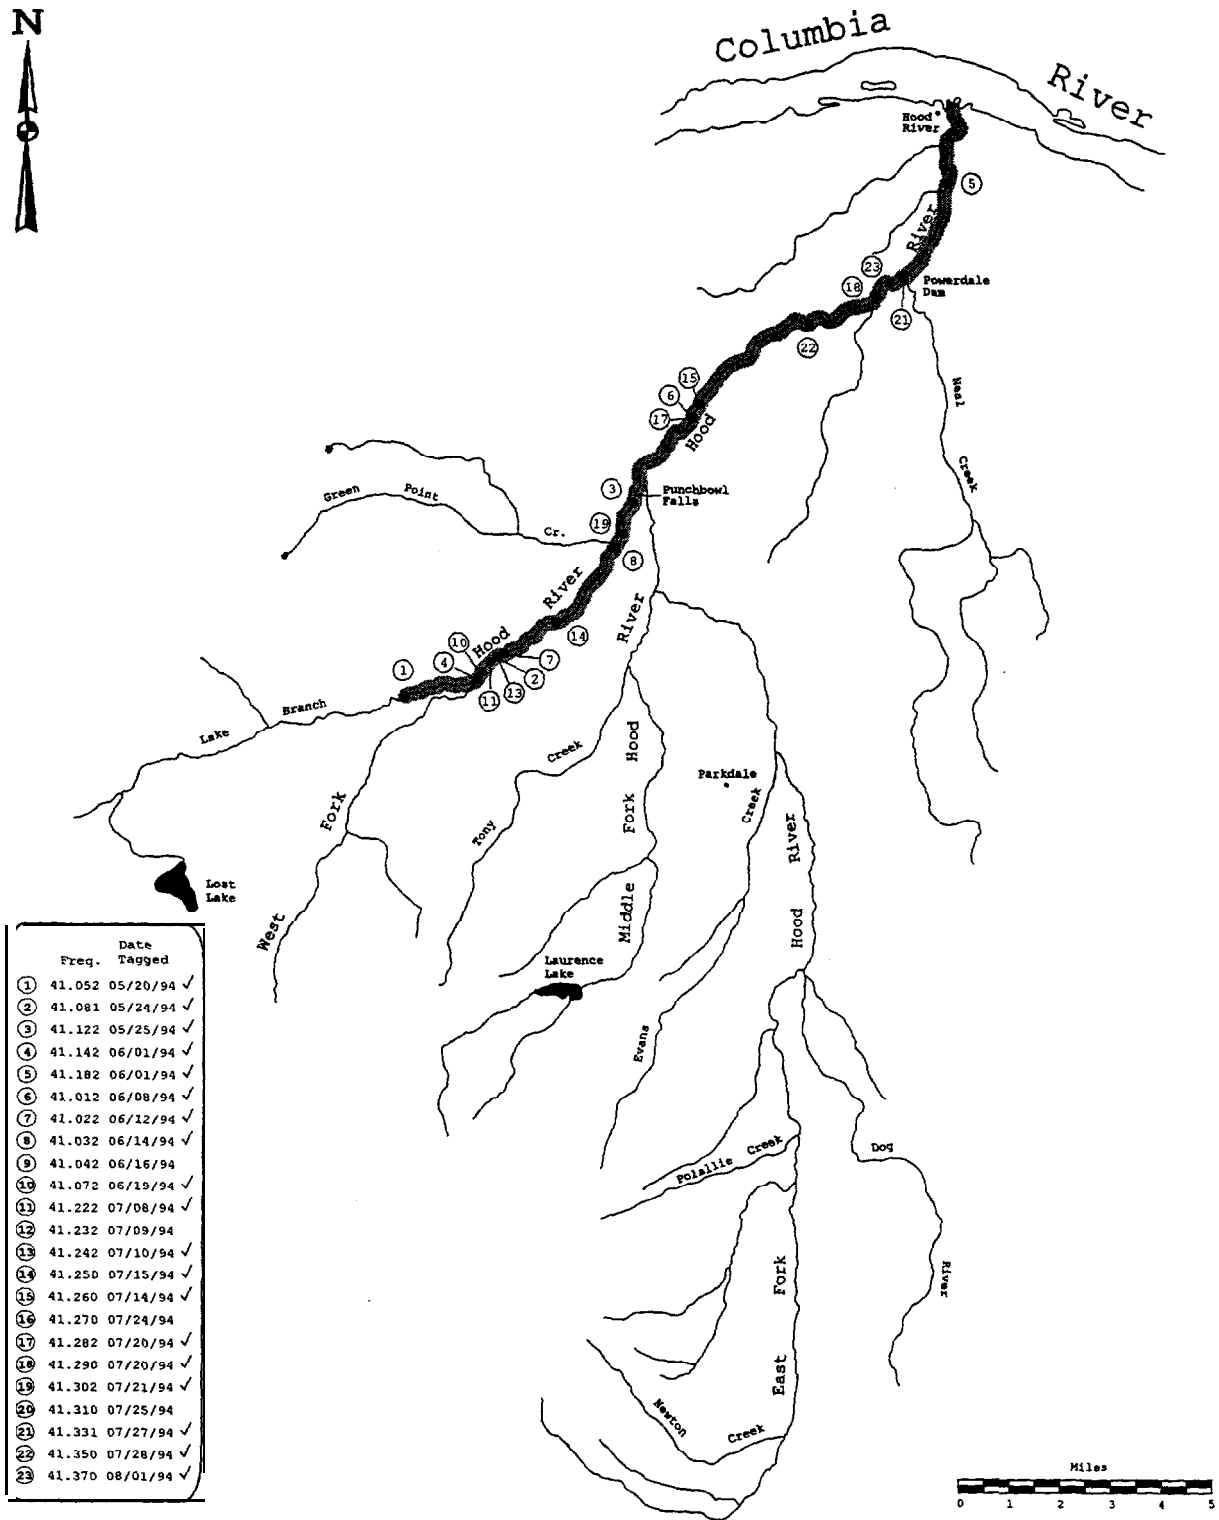 N
Columbia
River
Hood
River
5
River
23
18
Powerdale
Dam
21
22
15
6
17
Hood
Neal
Creek
3
Punchbowl
Falls
Green Point
Cr.
19
8
River
River
Hood
14
10
4
7
2
13
11
1
Lake Branch
Creek
Tony
Hood
Fork
Middle
Parkdale
Creek
Evans
River
Hood
Fork
West
Lost
Lake
Laurence
Lake
Polallie Creek
Dog
River
Fork
East
Newton
Creek
Date
Freq. Tagged
1 41.052 05/20/94 ✓
2 41.081 05/24/94 ✓
3 41.122 05/25/94 ✓
4 41.142 06/01/94 ✓
5 41.182 06/01/94 ✓
6 41.012 06/08/94 ✓
7 41.022 06/12/94 ✓
8 41.032 06/14/94 ✓
9 41.042 06/16/94
10 41.072 06/19/94 ✓
11 41.222 07/08/94 ✓
12 41.232 07/09/94
13 41.242 07/10/94 ✓
14 41.250 07/15/94 ✓
15 41.260 07/14/94 ✓
16 41.270 07/24/94
17 41.282 07/20/94 ✓
18 41.290 07/20/94 ✓
19 41.302 07/21/94 ✓
20 41.310 07/25/94
21 41.331 07/27/94 ✓
22 41.350 07/28/94 ✓
23 41.370 08/01/94 ✓
Miles
0 1 2 3 4 5